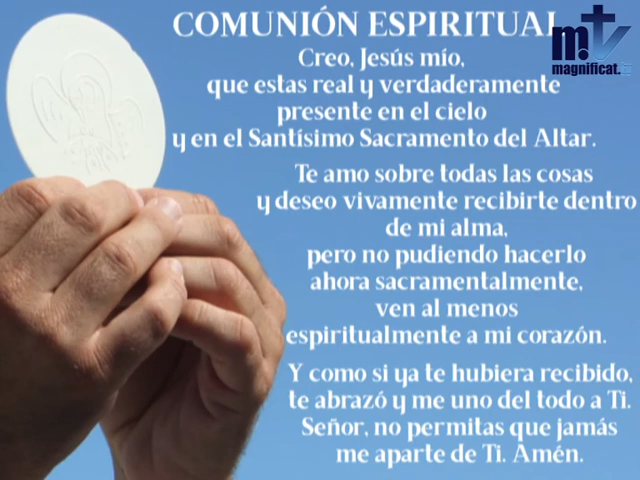 COMUNIÓN ESPIRITUAL
Creo, Jesús mío,
que estas real y verdaderamente
presente en el cielo
y en el Santísimo Sacramento del Altar.
Te amo sobre todas las cosas
y deseo vivamente recibirte dentro
de mi alma,
pero no pudiendo hacerlo
ahora sacramentalmente,
ven al menos
espiritualmente a mi corazón.
Y como si ya te hubiera recibido,
te abrazó y me uno del todo a Ti.
Señor, no permitas que jamás
me aparte de Ti. Amén.
mtv
magnificat.tv